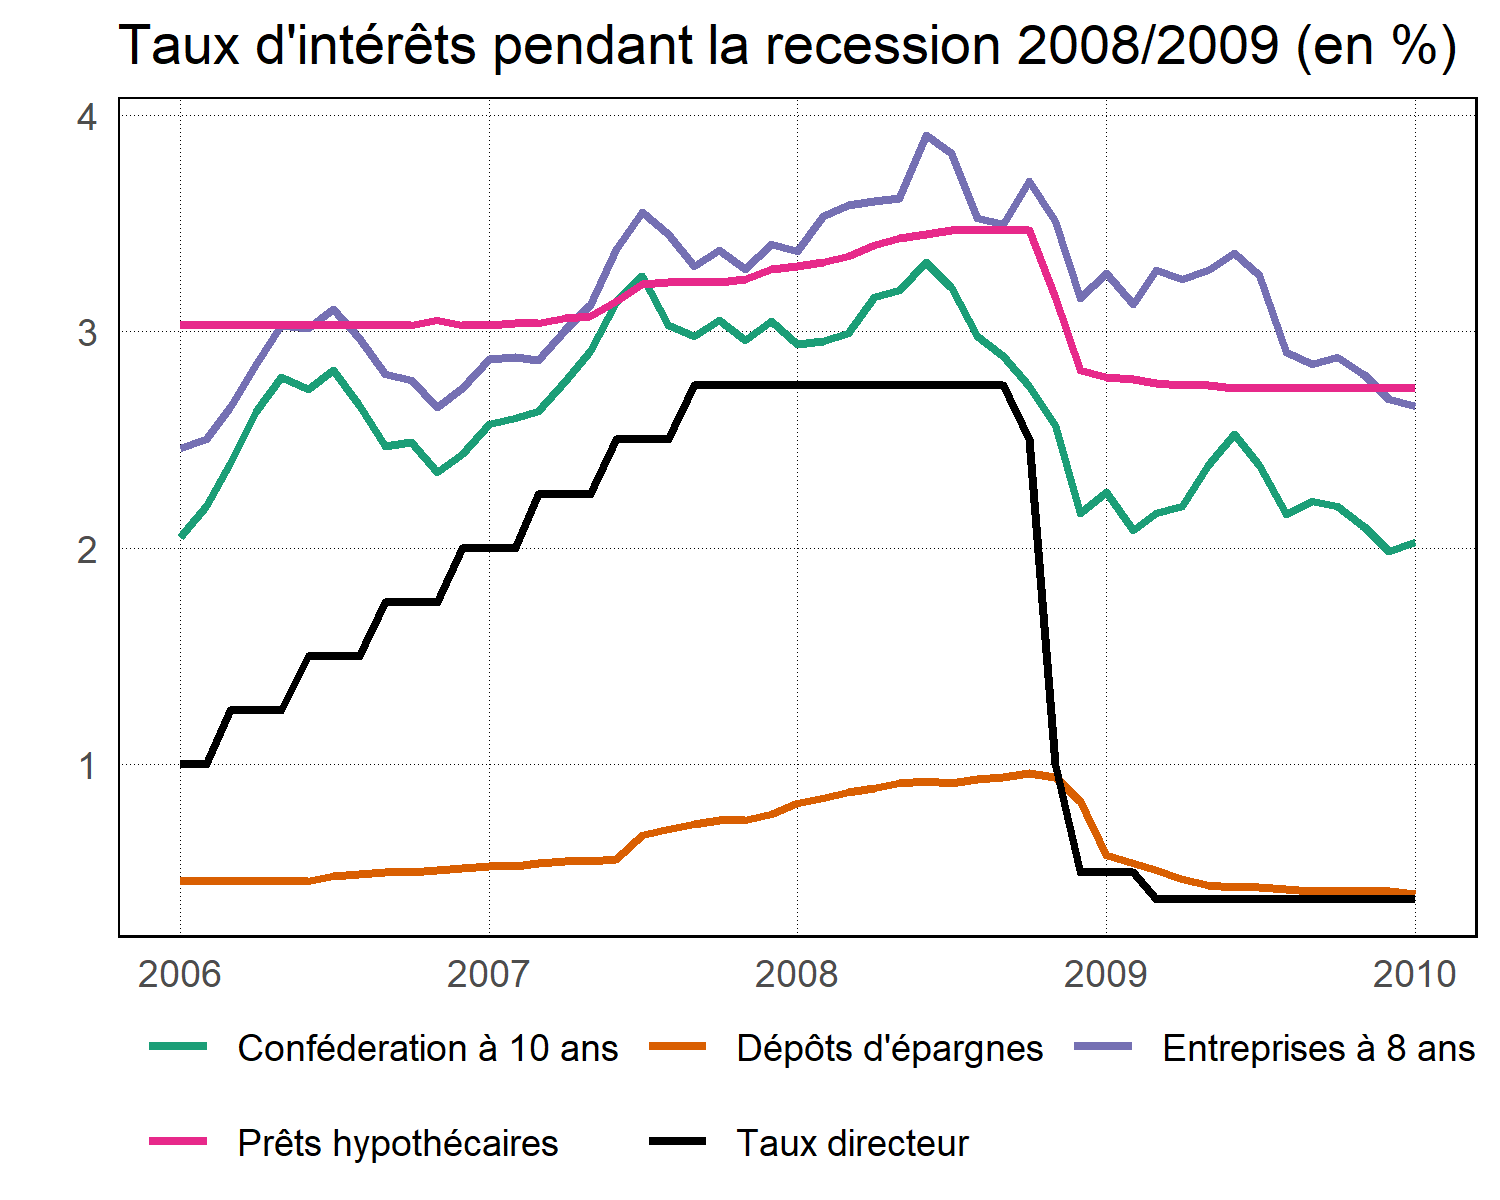 Taux d'intérêts pendant la recession 2008/2009 (en %)
4
3
2
1
2006 2007 2008 2009 2010
Conféderation à 10 ans Dépôts d'épargnes Entreprises à 8 ans
Prêts hypothécaires Taux directeur